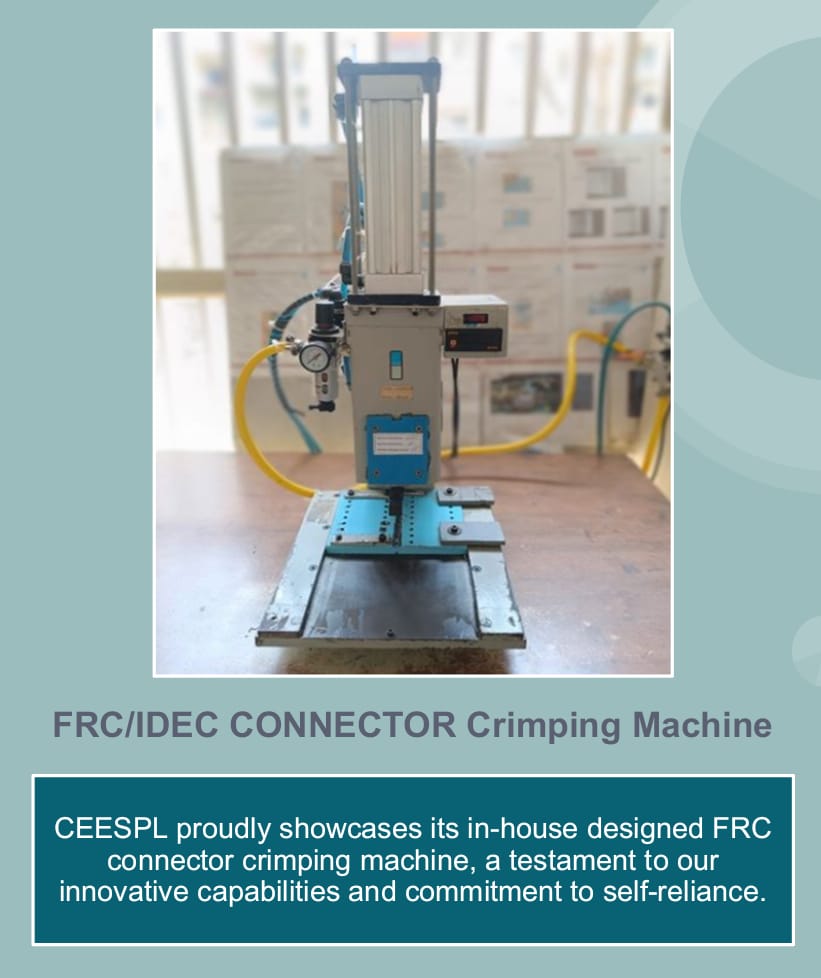 FRC/IDEC CONNECTOR Crimping Machine
CEESPL proudly showcases its in-house designed FRC
connector crimping machine, a testament to our
innovative capabilities and commitment to self-reliance.